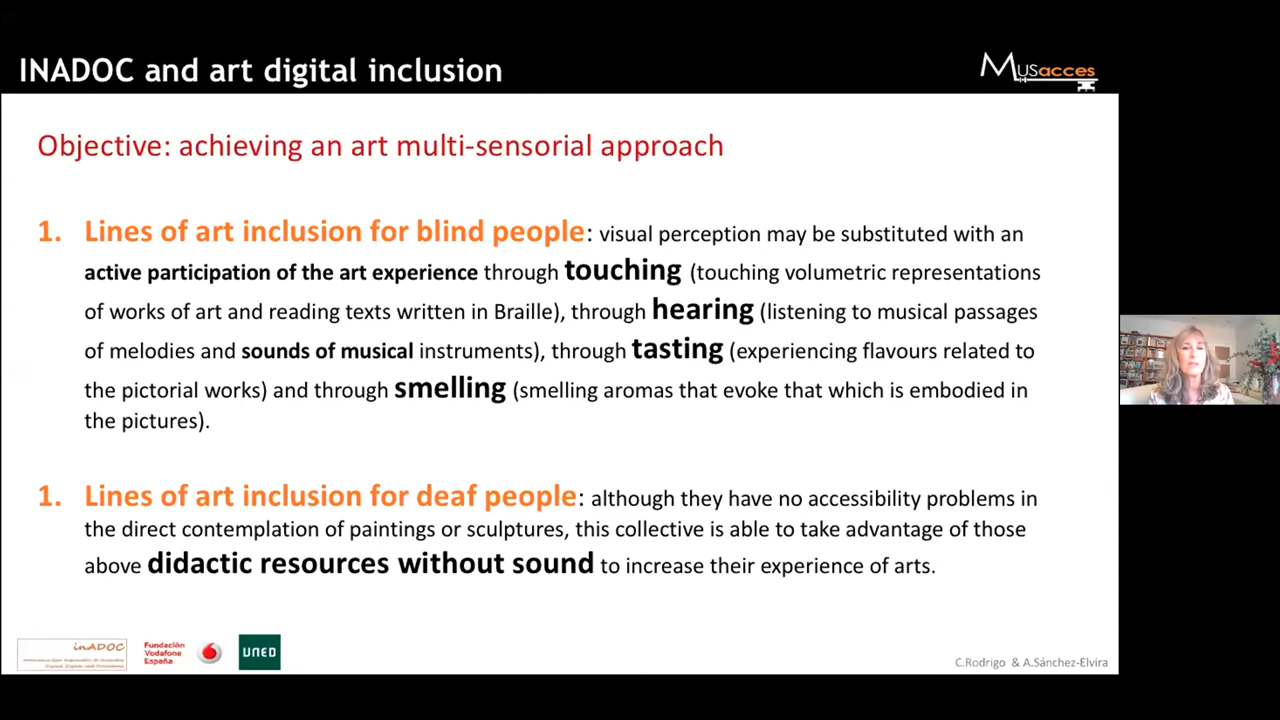 INADOC and art digital inclusion
Musacces
Objective: achieving an art multi-sensorial approach
1. Lines of art inclusion for blind people: visual perception may be substituted with an
active participation of the art experience through touching (touching volumetric representations
of works of art and reading texts written in Braille), through hearing (listening to musical passages
of melodies and sounds of musical instruments), through tasting (experiencing flavours related to
the pictorial works) and through smelling (smelling aromas that evoke that which is embodied in
the pictures).
1. Lines of art inclusion for deaf people: although they have no accessibility problems in
the direct contemplation of paintings or sculptures, this collective is able to take advantage of those
above didactic resources without sound to increase their experience of arts.
inADOC
Fundación
Vodafone
España
UNED
C.Rodrigo & A.Sánchez-Elvira